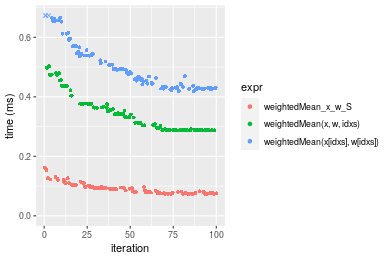 0.6
0.4
0.2
0.0
time (ms)
0
25
50
75
100
iteration
expr
weightedMean_x_w_S
weightedMean(x, w, idxs)
weightedMean(x[idxs], w[idxs])